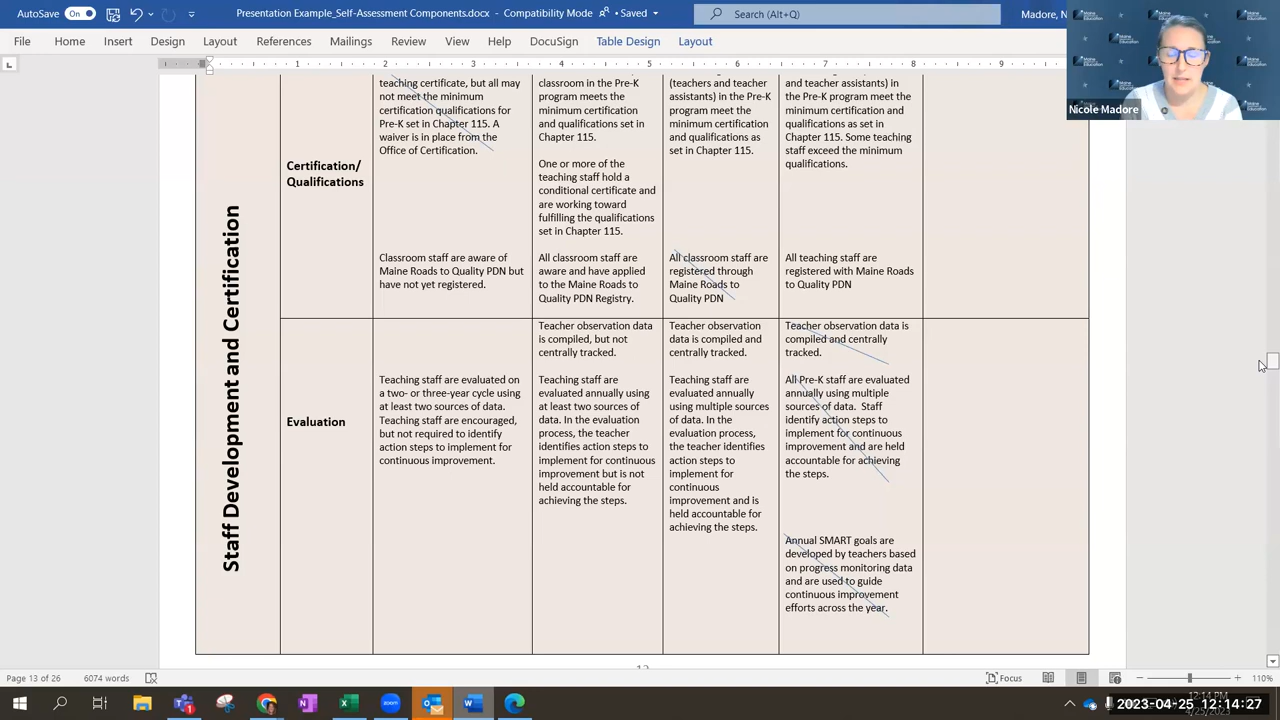 AutoSave On Presentation Example_Self-Assessment Components.docx - Compatibility Mode • Saved Search (Alt+Q) Madore,
File Home Insert Design Layout References Mailings Review View Help DocuSign Table Design Layout
1 2 3 4 5 6 7 8 9
Maine
Education
Nicole Madore
Staff Development and Certification
Certification/
Qualifications
teaching certificate, but all may
not meet the minimum
certification qualifications for
Pre-K set in Chapter 115. A
waiver is in place from the
Office of Certification.
Classroom staff are aware of
Maine Roads to Quality PDN but
have not yet registered.
classroom in the Pre-K
program meets the
minimum certification
and qualifications set in
Chapter 115.
One or more of the
teaching staff hold a
conditional certificate and
are working toward
fulfilling the qualifications
set in Chapter 115.
All classroom staff are
aware and have applied
to the Maine Roads to
Quality PDN Registry.
(teachers and teacher
assistants) in the Pre-K
program meet the
minimum certification
and qualifications as
set in Chapter 115.
All classroom staff are
registered through
Maine Roads to
Quality PDN
and teacher assistants) in
the Pre-K program meet the
minimum certification and
qualifications as set in
Chapter 115. Some teaching
staff exceed the minimum
qualifications.
All teaching staff are
registered with Maine Roads
to Quality PDN
Evaluation
Teaching staff are evaluated on
a two- or three-year cycle using
at least two sources of data.
Teaching staff are encouraged,
but not required to identify
action steps to implement for
continuous improvement.
Teacher observation data
is compiled, but not
centrally tracked.
Teaching staff are
evaluated annually using
at least two sources of
data. In the evaluation
process, the teacher
identifies action steps to
implement for continuous
improvement but is not
held accountable for
achieving the steps.
Teacher observation
data is compiled and
centrally tracked.
Teaching staff are
evaluated annually
using multiple sources
of data. In the
evaluation process,
the teacher identifies
action steps to
implement for
continuous
improvement and is
held accountable for
achieving the steps.
Teacher observation data is
compiled and centrally
tracked.
All Pre-K staff are evaluated
annually using multiple
sources of data. Staff
identify action steps to
implement for continuous
improvement and are held
accountable for achieving
the steps.
Annual SMART goals are
developed by teachers based
on progress monitoring data
and are used to guide
continuous improvement
efforts across the year.
Page 13 of 26 6074 words Focus 110%
12:14 PM
4/25/2023
2023-04-25 12:14:27